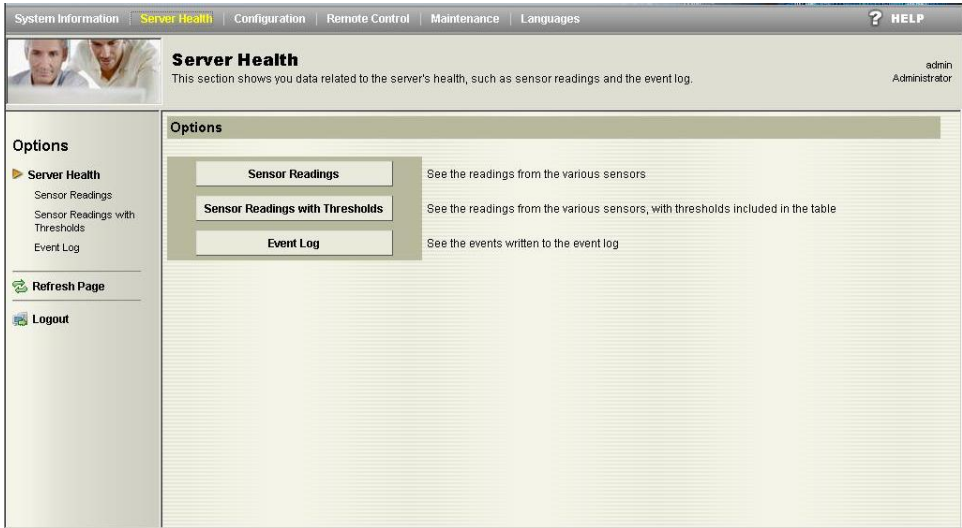 System Information Server Health Configuration Remote Control Maintenance Languages ? HELP
Server Health
This section shows you data related to the server's health, such as sensor readings and the event log.
admin
Administrator
Options
Server Health
Sensor Readings
Sensor Readings with
Thresholds
Event Log
Refresh Page
Logout
Options
Sensor Readings See the readings from the various sensors
Sensor Readings with Thresholds See the readings from the various sensors, with thresholds included in the table
Event Log See the events written to the event log